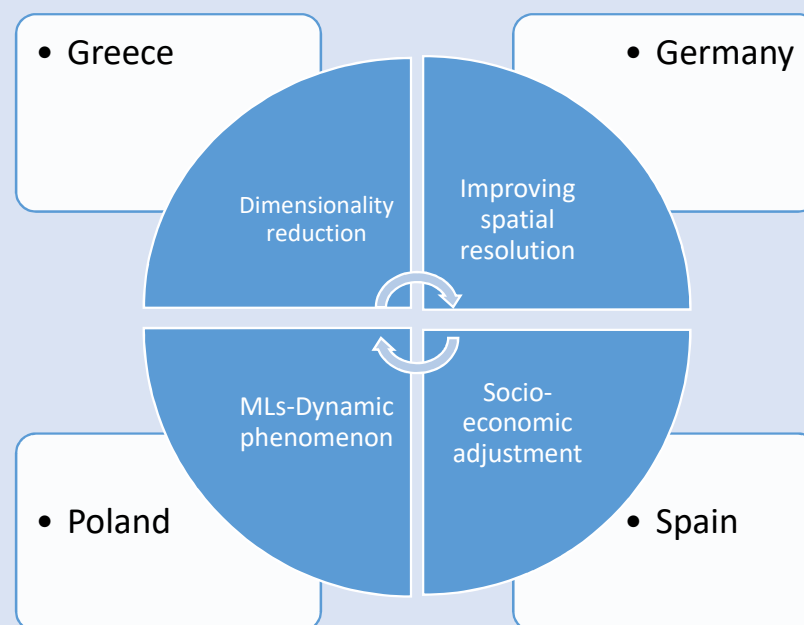 • Greece
• Germany
Dimensionality
reduction
Improving
spatial
resolution
MLs-Dynamic
phenomenon
Socio-
economic
adjustment
• Poland
• Spain